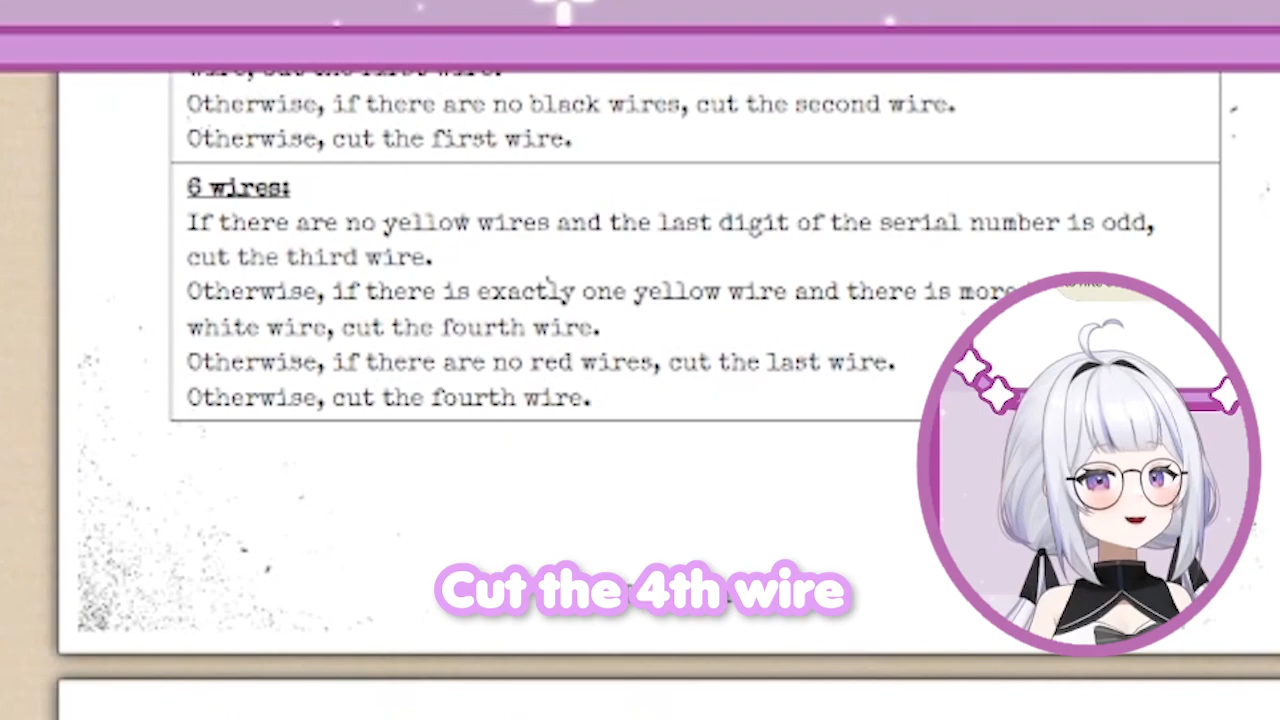 Otherwise, if there are no black wires, cut the second wire.
Otherwise, cut the first wire.
6 wires:
If there are no yellow wires and the last digit of the serial number is odd,
cut the third wire.
Otherwise, if there is exactly one yellow wire and there is more
white wire, cut the fourth wire.
Otherwise, if there are no red wires, cut the last wire.
Otherwise, cut the fourth wire.
Cut the 4th wire